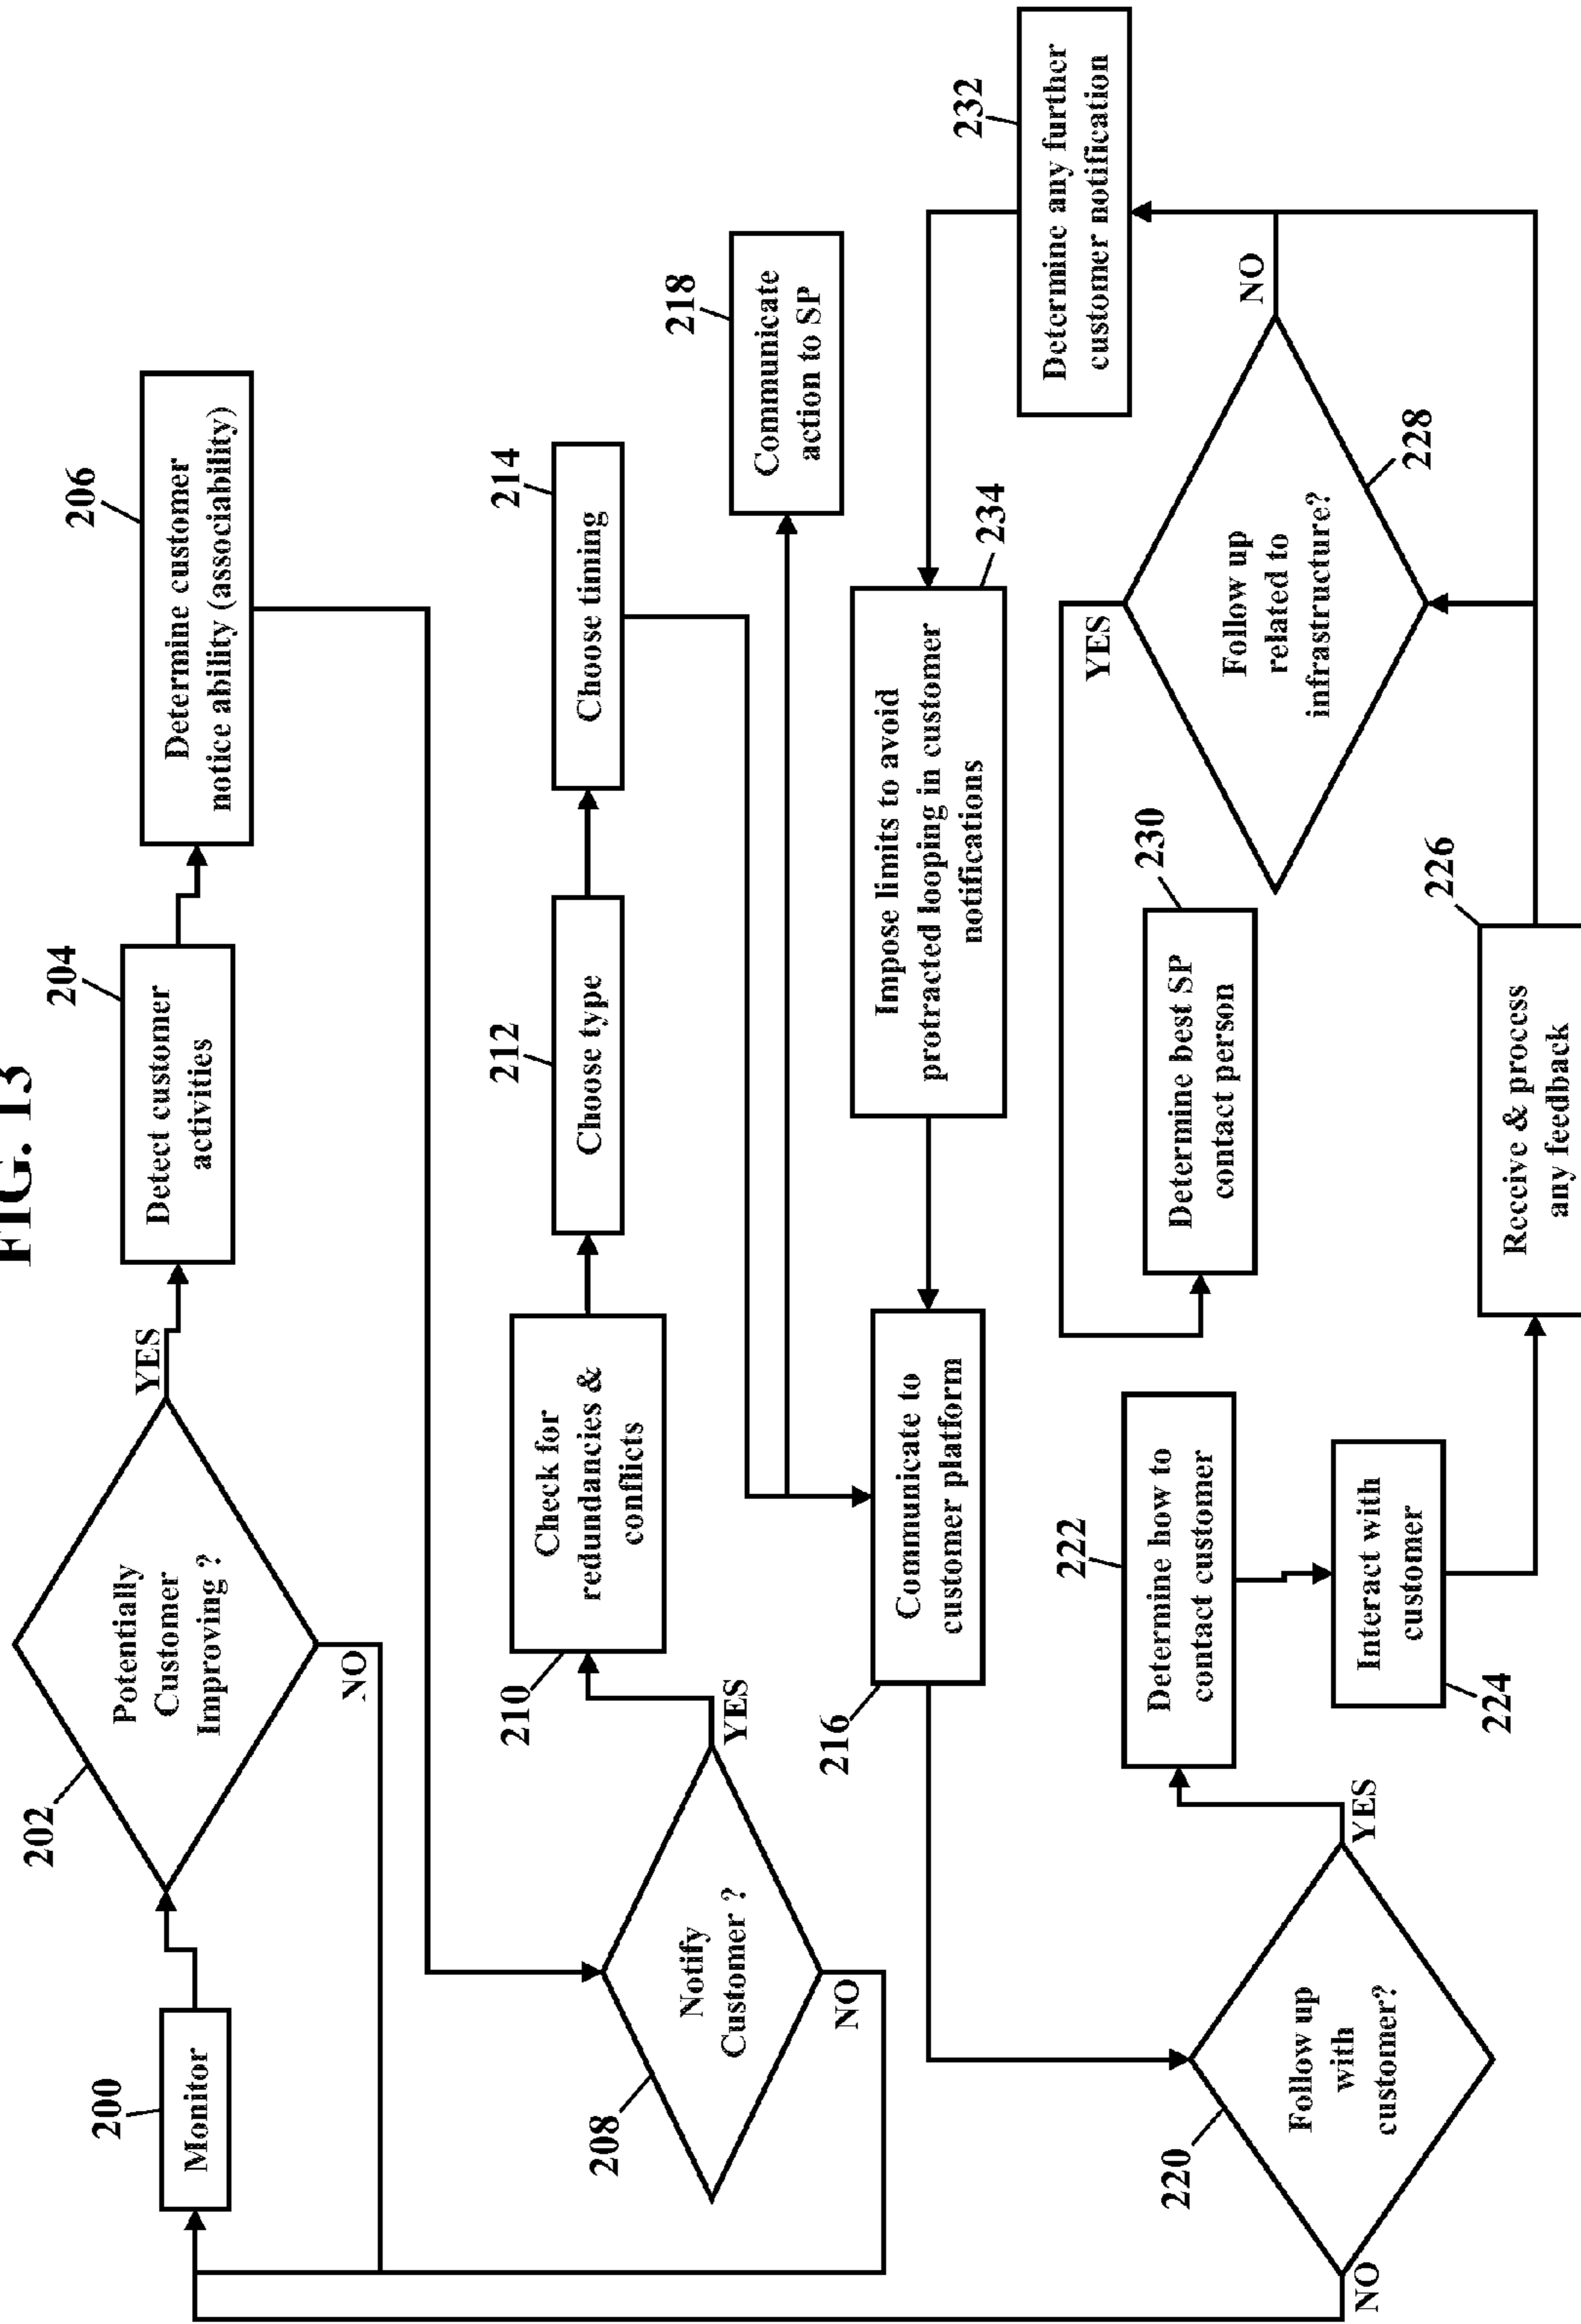 FIG. 13
200
Monitor
202
Potentially
Customer
Improving ?
YES
NO
204
Detect customer
activities
206
Determine customer
notice ability (associability)
208
Notify
Customer ?
YES
NO
210
Check for
redundancies &
conflicts
212
Choose type
214
Choose timing
216
Communicate to
customer platform
218
Communicate
action to SP
220
Follow up
with
customer?
YES
NO
222
Determine how to
contact customer
224
Interact with
customer
226
Receive & process
any feedback
228
Follow up
related to
infrastructure?
YES
NO
230
Determine best SP
contact person
232
Determine any further
customer notification
234
Impose limits to avoid
protracted looping in customer
notifications